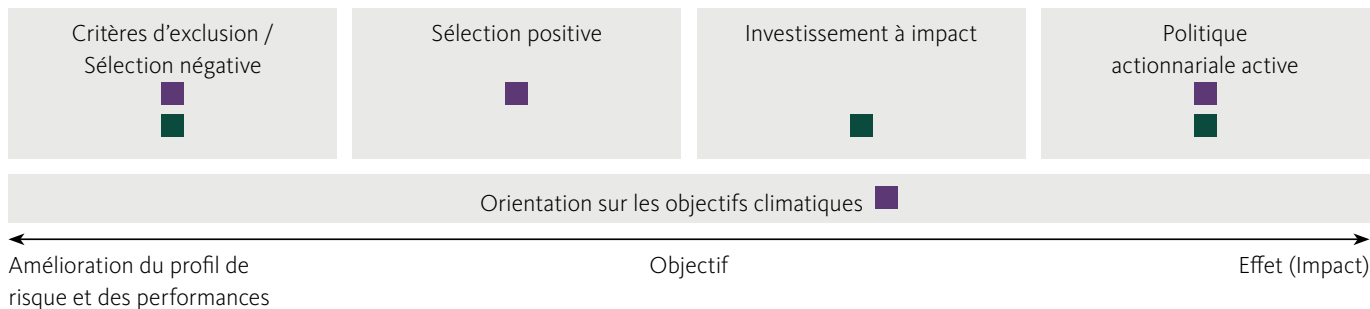 Critères d'exclusion /
Sélection négative
Sélection positive
Investissement à impact
Politique
actionnariale active
Orientation sur les objectifs climatiques
Amélioration du profil de
risque et des performances
Objectif
Effet (Impact)